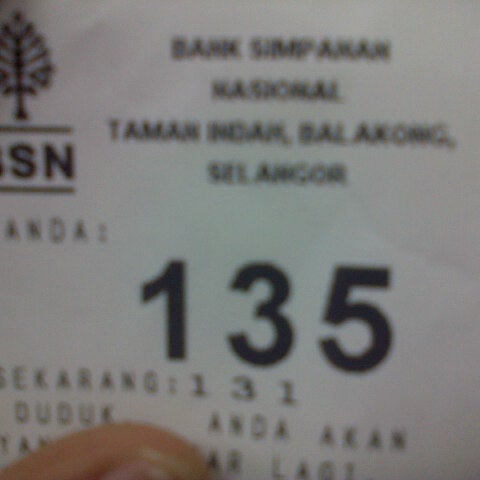 BANK SIMPANAN
NASIONAL
TAMAN INDAH, BALAKONG,
SELANGOR
BSN
ANDA:
135
SEKARANG:131
DUDUK. ANDA AKAN
LAGI.